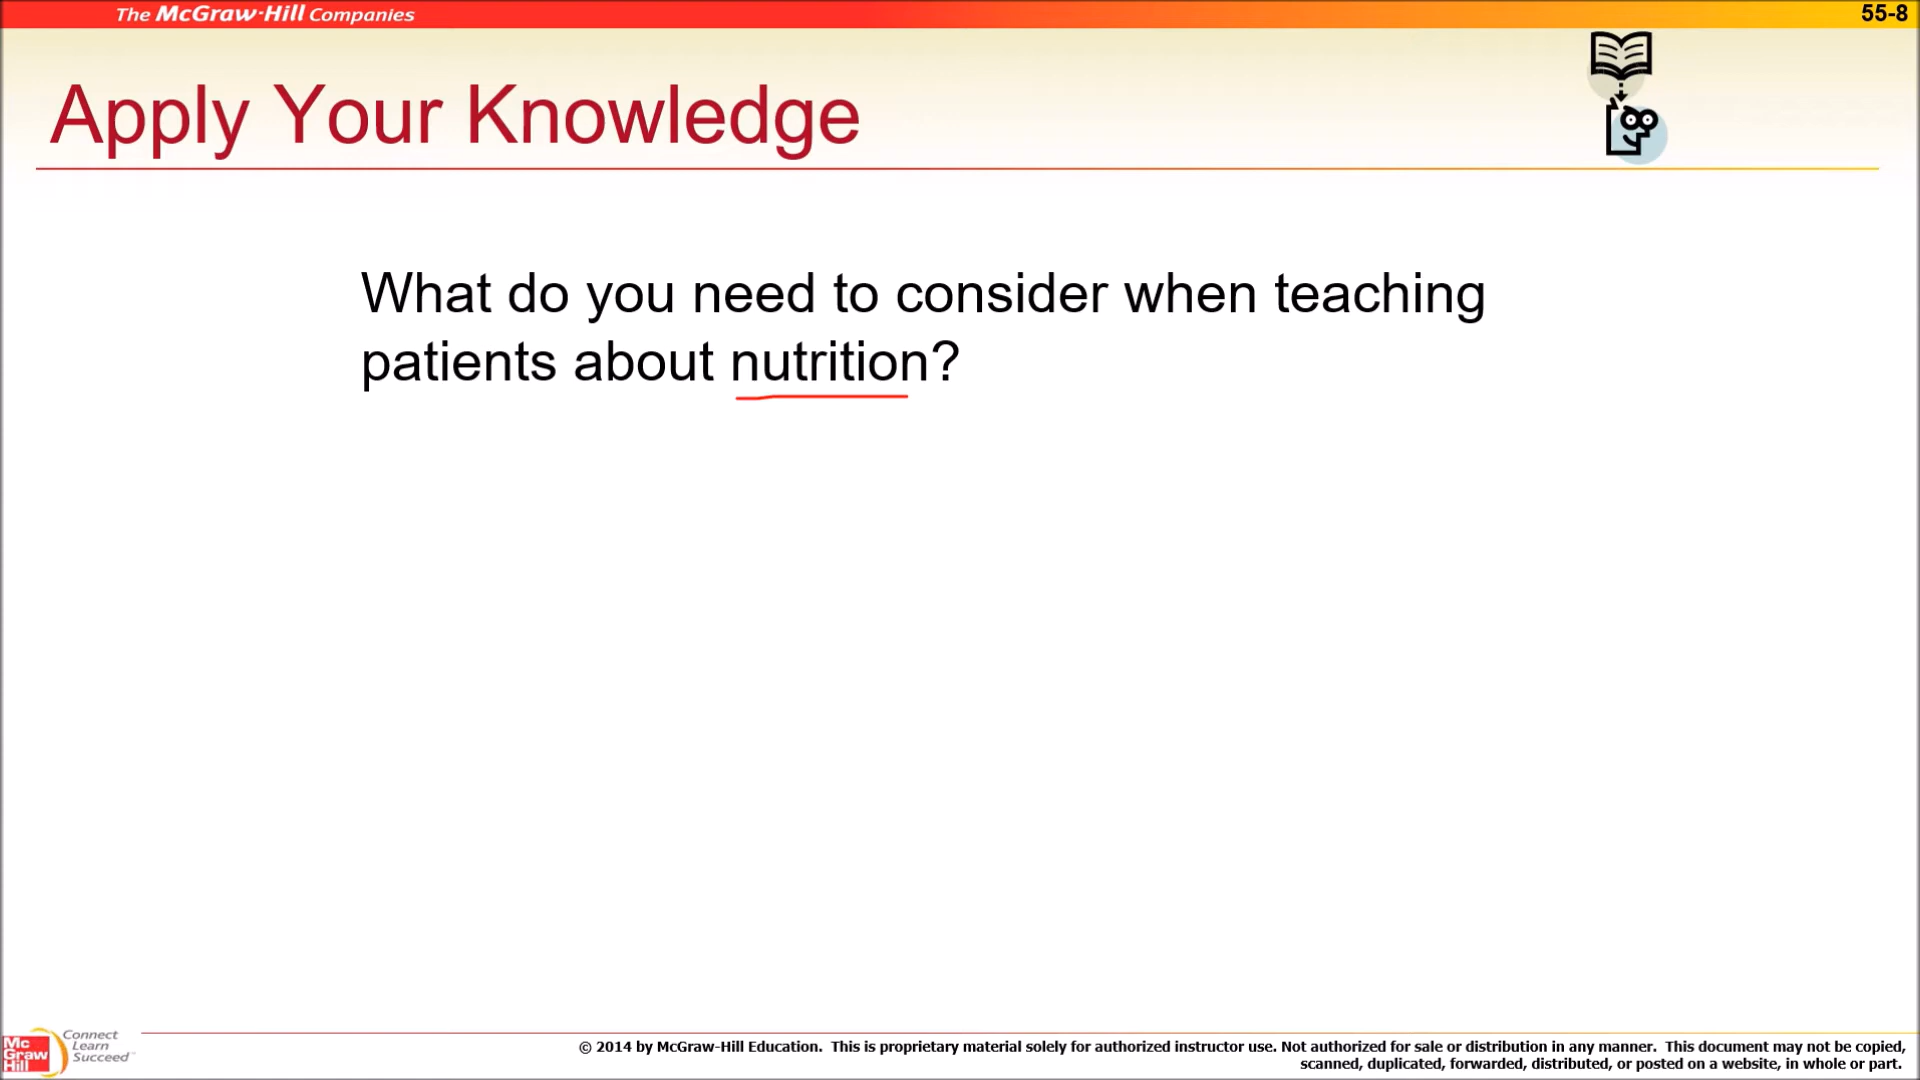 The McGraw-Hill Companies
55-8
Apply Your Knowledge
What do you need to consider when teaching
patients about nutrition?
Mc
Graw
Hill
Connect
Learn
Succeed™
© 2014 by McGraw-Hill Education.  This is proprietary material solely for authorized instructor use. Not authorized for sale or distribution in any manner.  This document may not be copied,
scanned, duplicated, forwarded, distributed, or posted on a website, in whole or part.